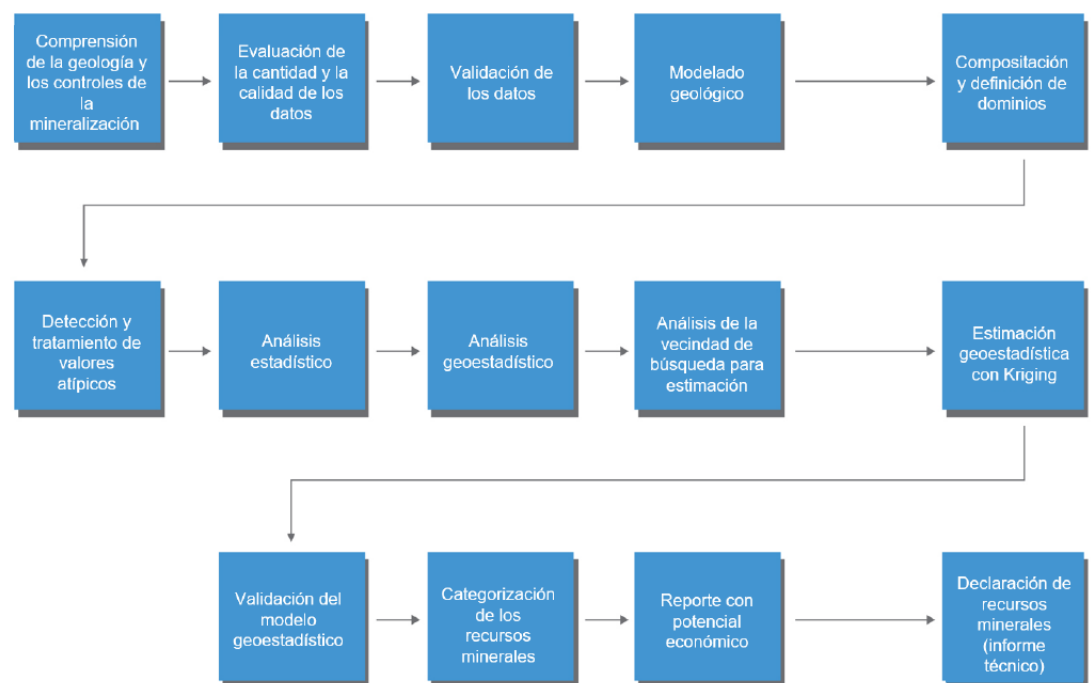 Comprensión
de la geología y
los controles de
la
mineralización
Evaluación de
la cantidad y la
calidad de los
datos
Validación de
los datos
Modelado
geológico
Compositación
y definición de
dominios
Detección y
tratamiento de
valores
atípicos
Análisis
estadístico
Análisis
geoestadístico
Análisis de la
vecindad de
búsqueda para
estimación
Estimación
geoestadística
con Kriging
Validación del
modelo
geoestadístico
Categorización
de los
recursos
minerales
Reporte con
potencial
económico
Declaración de
recursos
minerales
(informe
técnico)